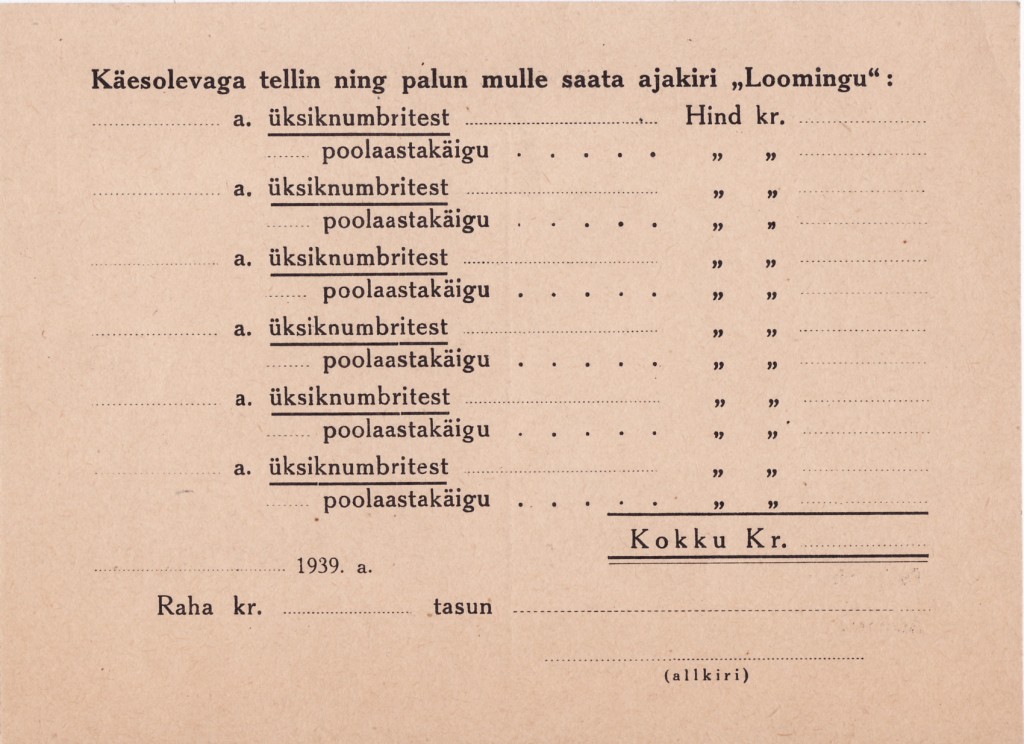 Käesolevaga tellin ning palun mulle saata ajakiri „Loomingu“:
.................... a. üksiknumbritest .............................. Hind kr. ....................
....... poolaastakäigu . . . . . „ „ ....................
.................... a. üksiknumbritest .............................. „ „ ....................
....... poolaastakäigu . . . . . „ „ ....................
.................... a. üksiknumbritest .............................. „ „ ....................
....... poolaastakäigu . . . . . „ „ ....................
.................... a. üksiknumbritest .............................. „ „ ....................
....... poolaastakäigu . . . . . „ „ ....................
.................... a. üksiknumbritest .............................. „ „ ....................
....... poolaastakäigu . . . . . „ „ ....................
.................... a. üksiknumbritest .............................. „ „ ....................
....... poolaastakäigu . . . . . „ „ ....................
Kokku Kr. ....................
.............................. 1939. a.
Raha kr. .................... tasun ..................................................
(allkiri)